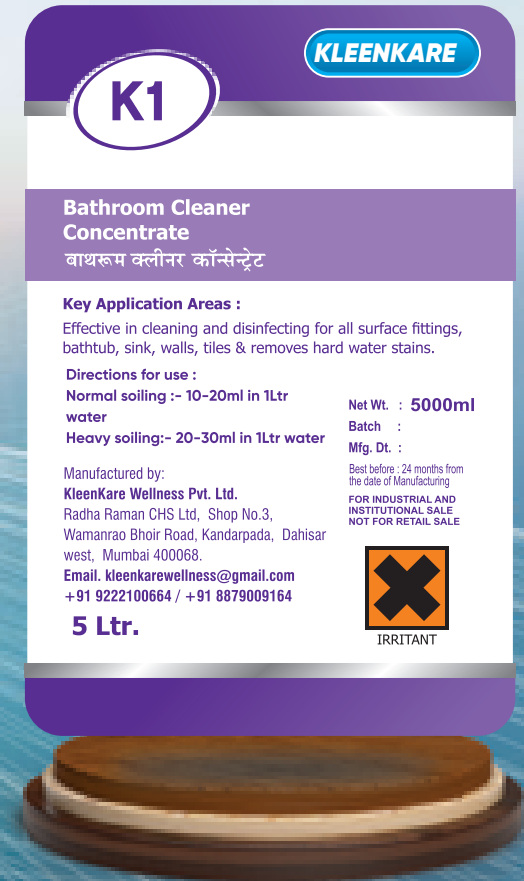 KLEENKARE
K1
Bathroom Cleaner
Concentrate
बाथरूम क्लीनर कॉन्सेन्ट्रेट
Key Application Areas :
Effective in cleaning and disinfecting for all surface fittings,
bathtub, sink, walls, tiles & removes hard water stains.
Directions for use :
Normal soiling :- 10-20ml in 1Ltr
water
Heavy soiling:- 20-30ml in 1Ltr water
Manufactured by:
KleenKare Wellness Pvt. Ltd.
Radha Raman CHS Ltd, Shop No.3,
Wamanrao Bhoir Road, Kandarpada, Dahisar
west, Mumbai 400068.
Email. kleenkarewellness@gmail.com
+91 9222100664 / +91 8879009164
5 Ltr.
Net Wt. : 5000ml
Batch :
Mfg. Dt. :
Best before : 24 months from
the date of Manufacturing
FOR INDUSTRIAL AND
INSTITUTIONAL SALE
NOT FOR RETAIL SALE
IRRITANT